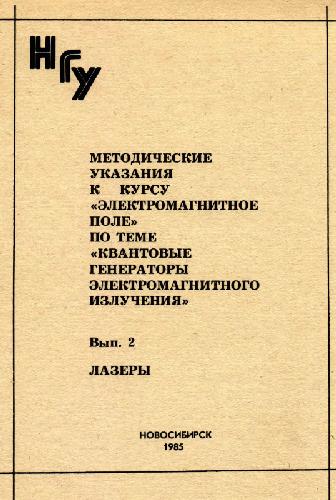 НГУ
МЕТОДИЧЕСКИЕ
УКАЗАНИЯ
К КУРСУ
«ЭЛЕКТРОМАГНИТНОЕ
ПОЛЕ»
ПО ТЕМЕ
«КВАНТОВЫЕ
ГЕНЕРАТОРЫ
ЭЛЕКТРОМАГНИТНОГО
ИЗЛУЧЕНИЯ»
Вып. 2
ЛАЗЕРЫ
НОВОСИБИРСК
1985